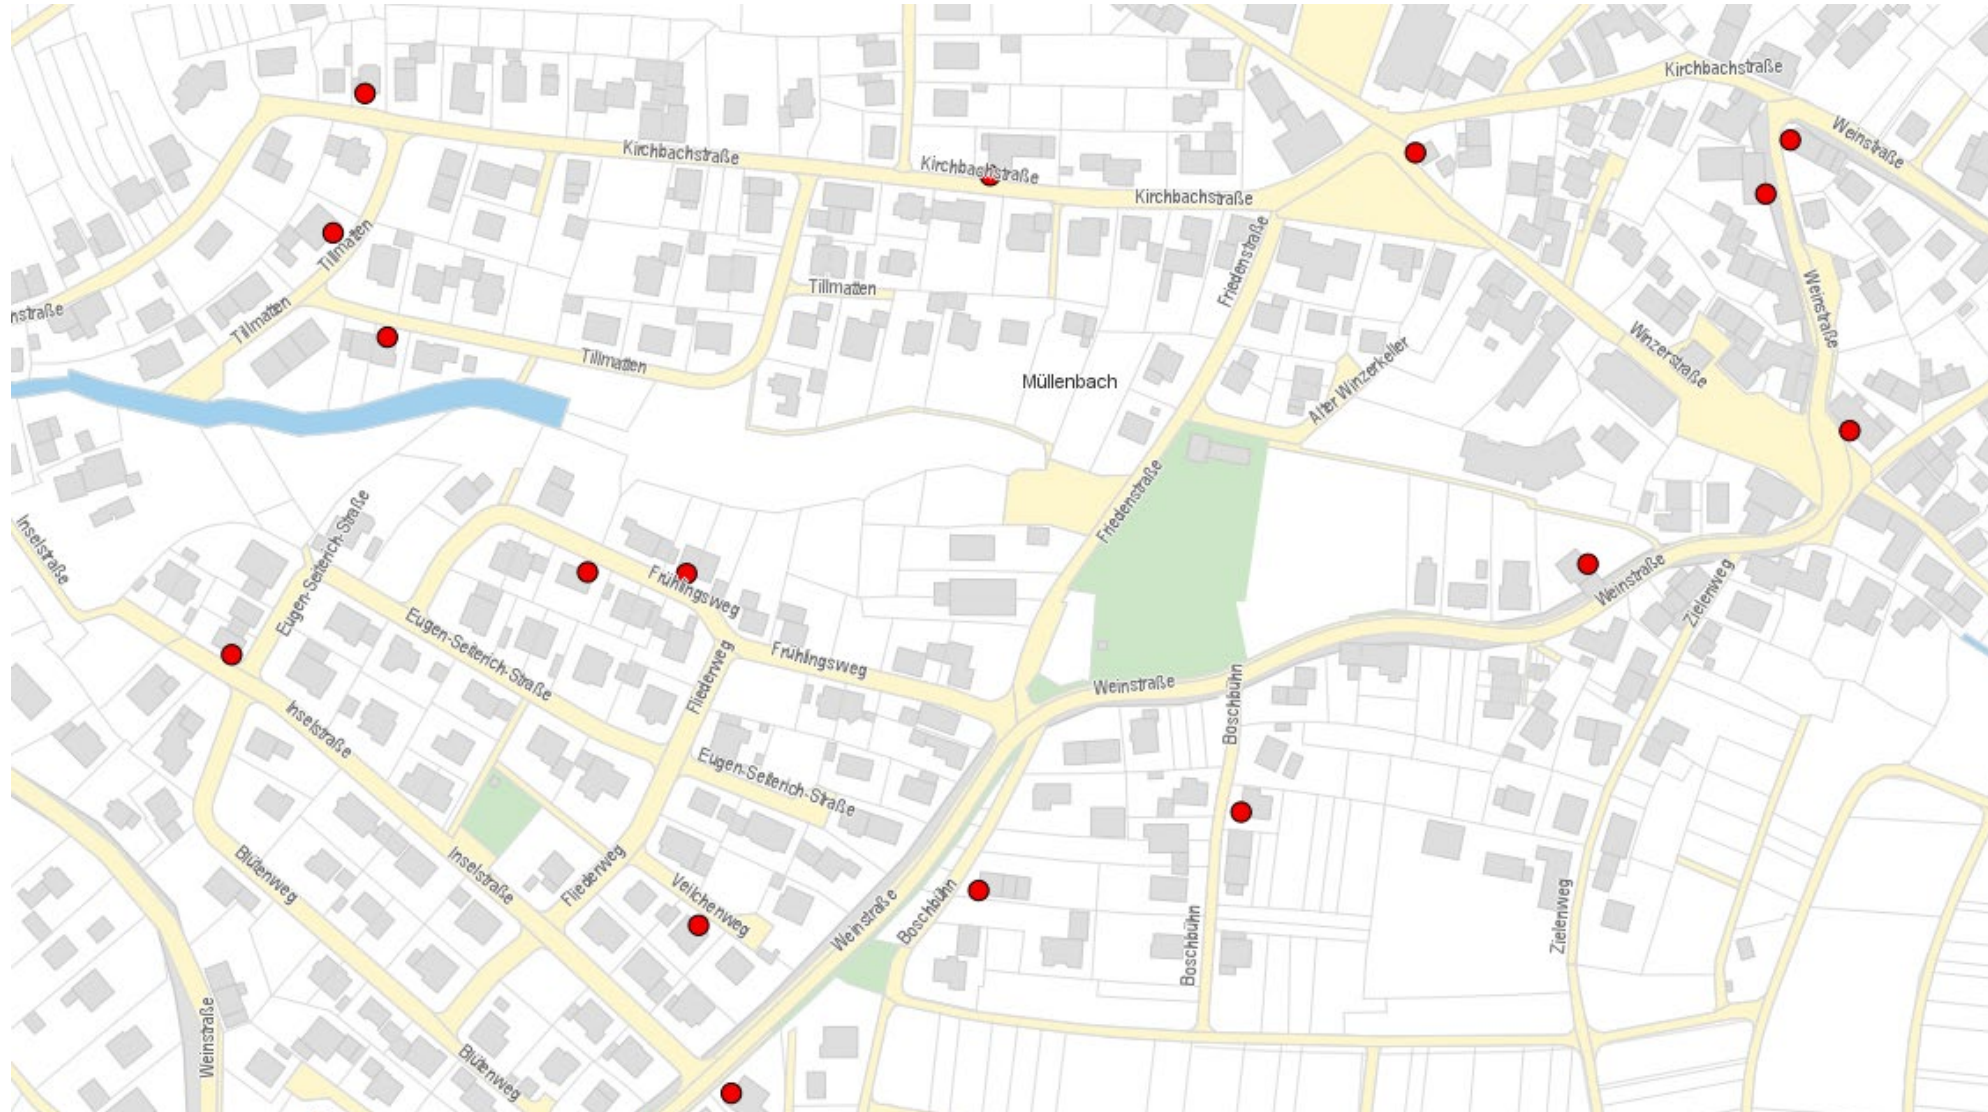 Kirchbachstraße
Weinstraße
Kirchbachstraße
Kirchbachstraße
Kirchbachstraße
Tillmatten
Friedenstraße
Tillmatten
nstraße
Tillmatten
Weinstraße
Tillmatten
Winzerstraße
Alter Winzerkeller
Müllenbach
Inselstraße
Eugen-Seiterich-Straße
Friedenstraße
Frühlingsweg
Weinstraße
Zielenweg
Eugen-Seiterich-Straße
Frühlingsweg
Fliederweg
Weinstraße
Boschbühn
Inselstraße
Eugen-Seiterich-Straße
Blütenweg
Inselstraße
Fliederweg
Veilchenweg
Weinstraße
Boschbühn
Boschbühn
Zielenweg
Weinstraße
Blütenweg